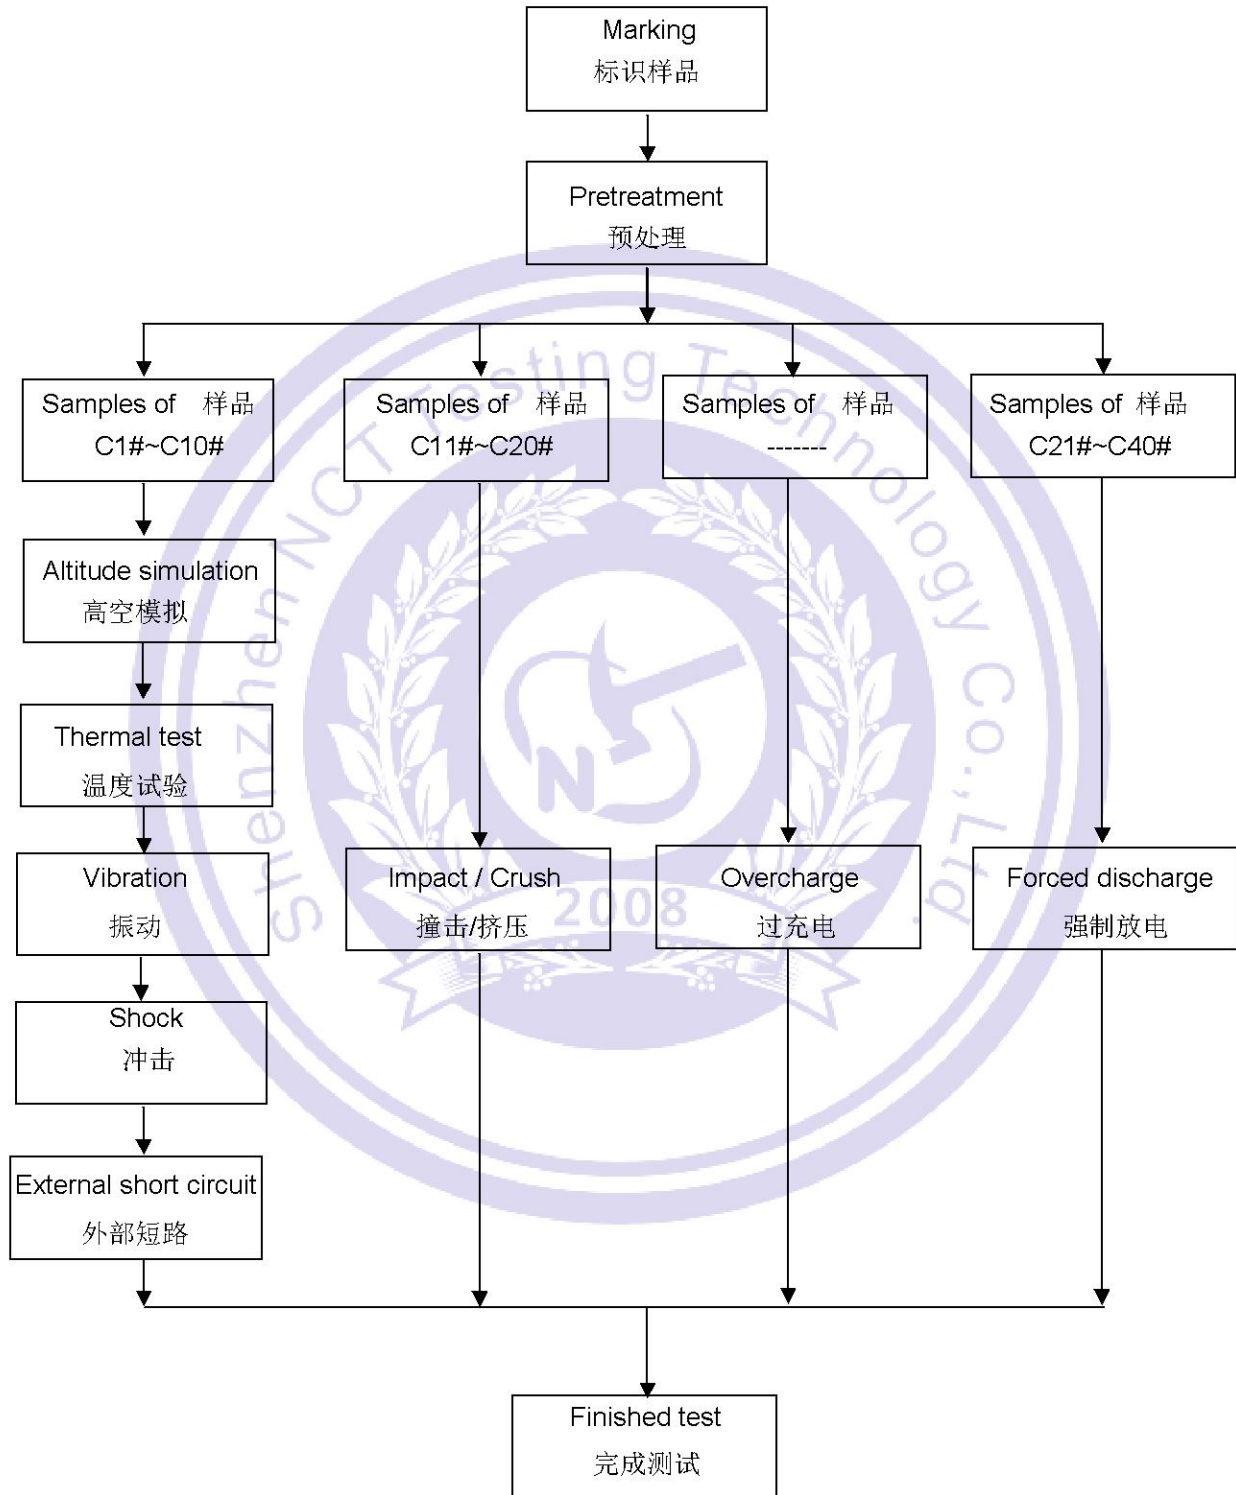 Marking
标识样品
Pretreatment
预处理
Samples of 样品
C1#~C10#
Samples of 样品
C11#~C20#
Samples of 样品
-------
Samples of 样品
C21#~C40#
Altitude simulation
高空模拟
Thermal test
温度试验
Vibration
振动
Impact / Crush
撞击/挤压
Overcharge
过充电
Forced discharge
强制放电
Shock
冲击
External short circuit
外部短路
Finished test
完成测试
Shenzhen NCT Testing Technology Co.,Ltd.
N
2008